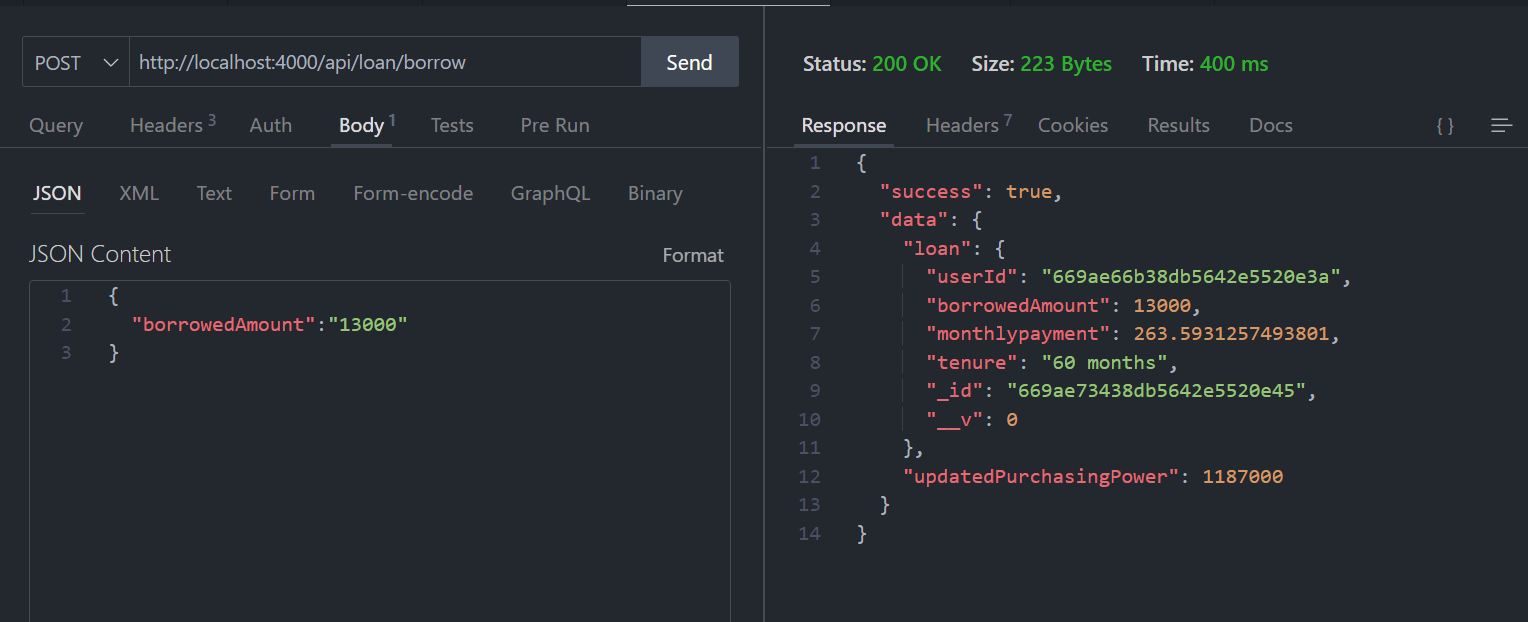 POST http://localhost:4000/api/loan/borrow Send
Query Headers 3 Auth Body 1 Tests Pre Run
JSON XML Text Form Form-encode GraphQL Binary
JSON Content Format
1 {
2 "borrowedAmount":"13000"
3 }
Status: 200 OK Size: 223 Bytes Time: 400 ms
Response Headers 7 Cookies Results Docs { }
1 {
2 "success": true,
3 "data": {
4 "loan": {
5 "userId": "669ae66b38db5642e5520e3a",
6 "borrowedAmount": 13000,
7 "monthlypayment": 263.5931257493801,
8 "tenure": "60 months",
9 "_id": "669ae73438db5642e5520e45",
10 "__v": 0
11 },
12 "updatedPurchasingPower": 1187000
13 }
14 }